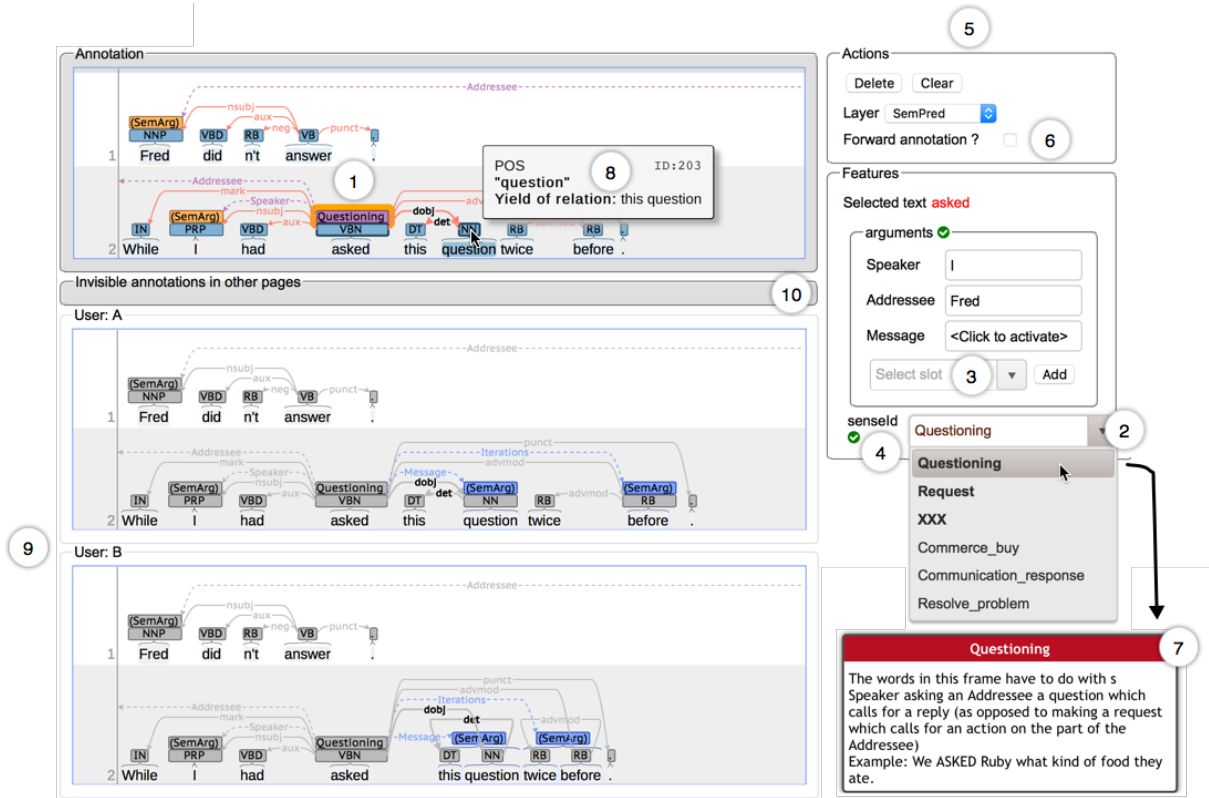 5
Annotation
Addressee
nsubj
aux
neg
punct
(SemArg)
NNP VBD RB VB .
1 Fred did n't answer .
1
Addressee
mark
Speaker
nsubj
aux
adv
dobj
det
advmod
(SemArg) Questioning
IN PRP VBD VBN DT NN RB RB .
2 While I had asked this question twice before .
POS ID:203
"question"
Yield of relation: this question
8
Invisible annotations in other pages
10
User: A
Addressee
nsubj
aux
neg
punct
(SemArg)
NNP VBD RB VB .
1 Fred did n't answer .
punct
Iterations
advmod
Addressee
mark
Speaker
nsubj
aux
Message
dobj
det
advmod
(SemArg) Questioning (SemArg) (SemArg)
IN PRP VBD VBN DT NN RB RB .
2 While I had asked this question twice before .
9
User: B
Addressee
nsubj
aux
neg
punct
(SemArg)
NNP VBD RB VB .
1 Fred did n't answer .
punct
advmod
Iterations
Addressee
mark
Speaker
nsubj
aux
dobj
det
advmod
Message
(SemArg) Questioning (SemArg) (SemArg)
IN PRP VBD VBN DT NN RB RB .
2 While I had asked this question twice before .
Actions
Delete Clear
Layer SemPred
Forward annotation ?
6
Features
Selected text asked
arguments
Speaker I
Addressee Fred
Message <Click to activate>
Select slot 3 Add
senseId
4
Questioning
2
Questioning
Request
XXX
Commerce_buy
Communication_response
Resolve_problem
7
Questioning
The words in this frame have to do with s
Speaker asking an Addressee a question which
calls for a reply (as opposed to making a request
which calls for an action on the part of the
Addressee)
Example: We ASKED Ruby what kind of food they
ate.